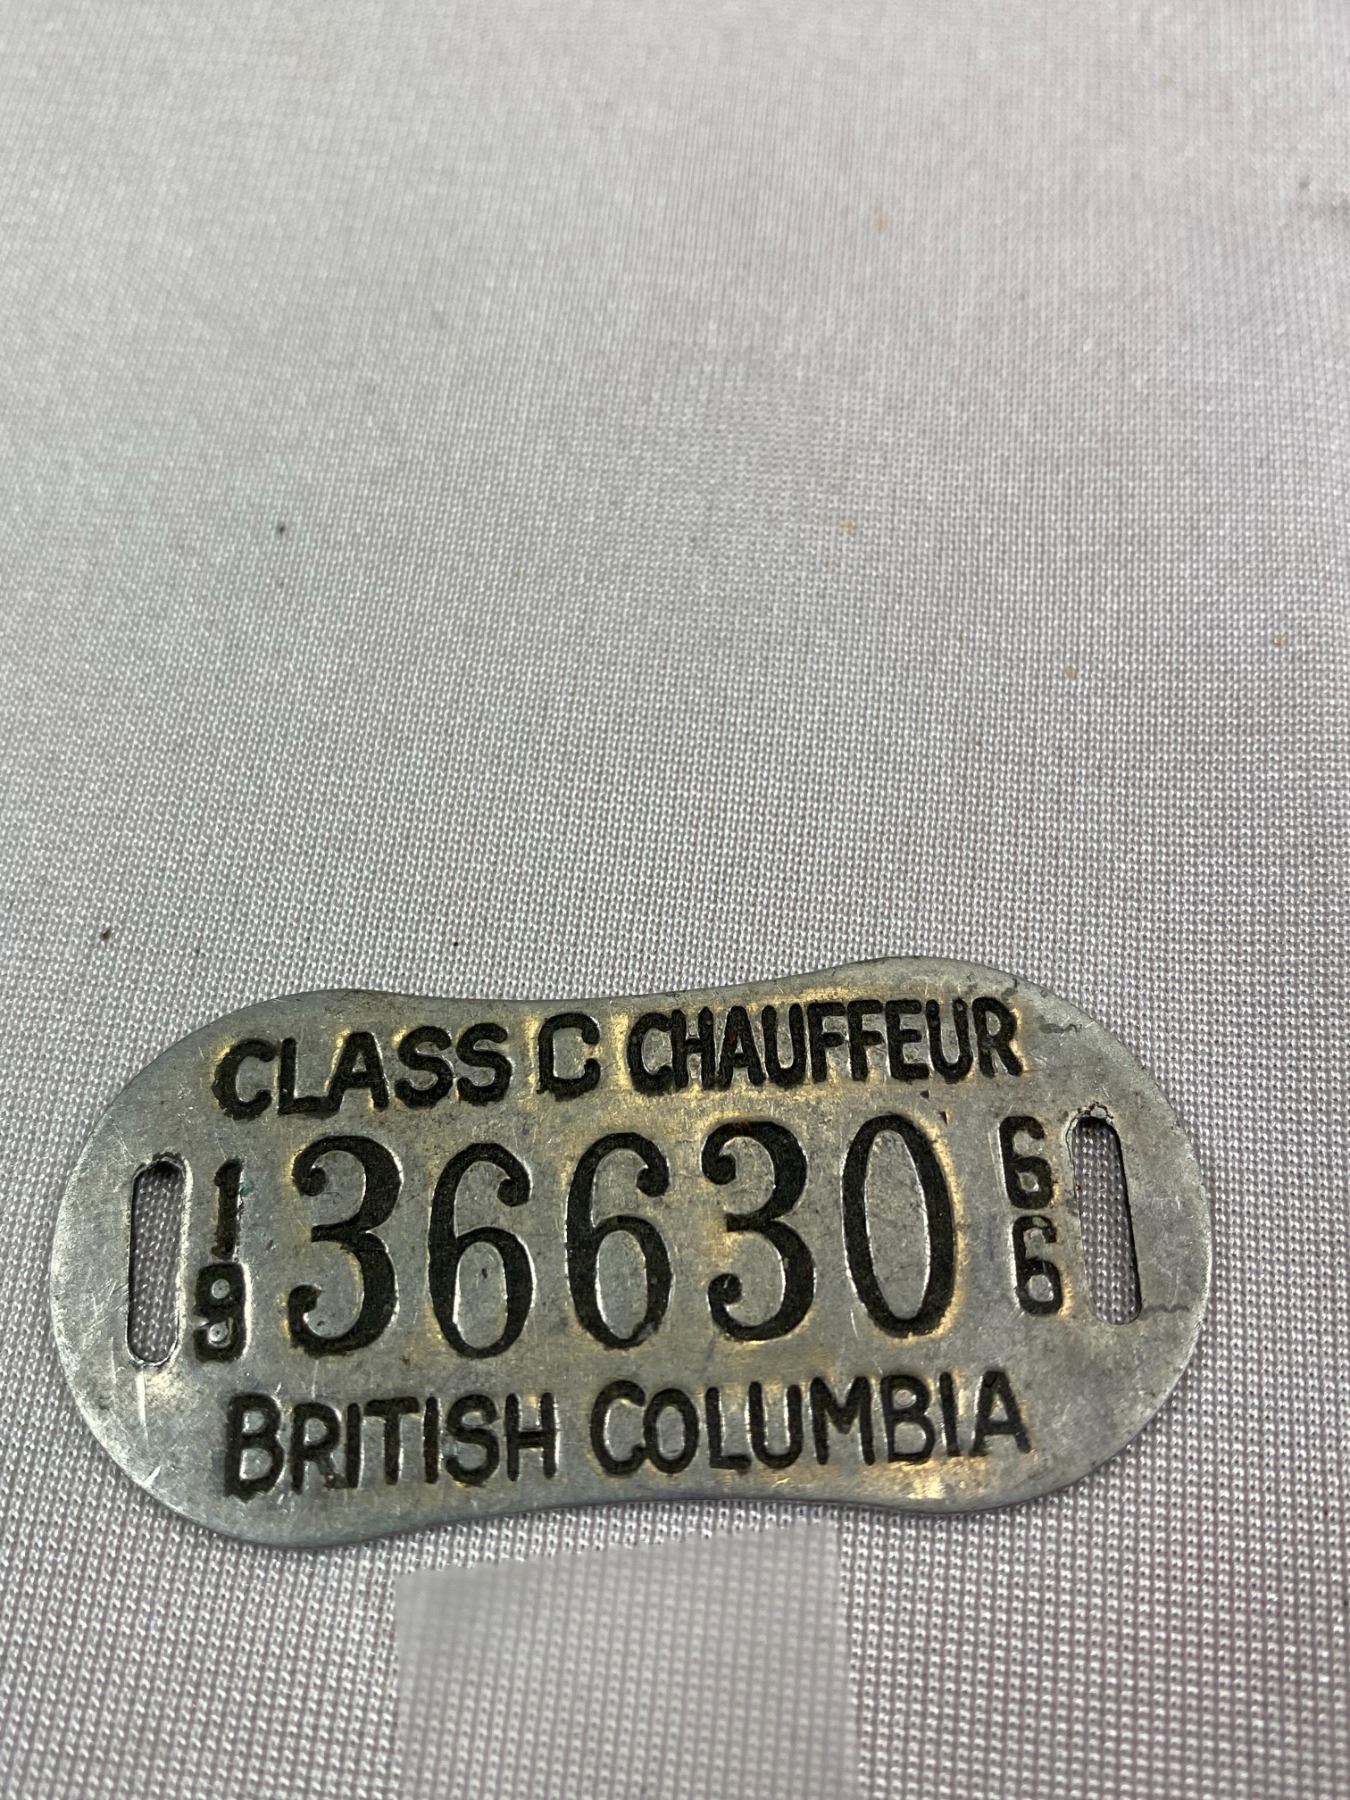 CLASS C CHAUFFEUR
19 36630 66
BRITISH COLUMBIA